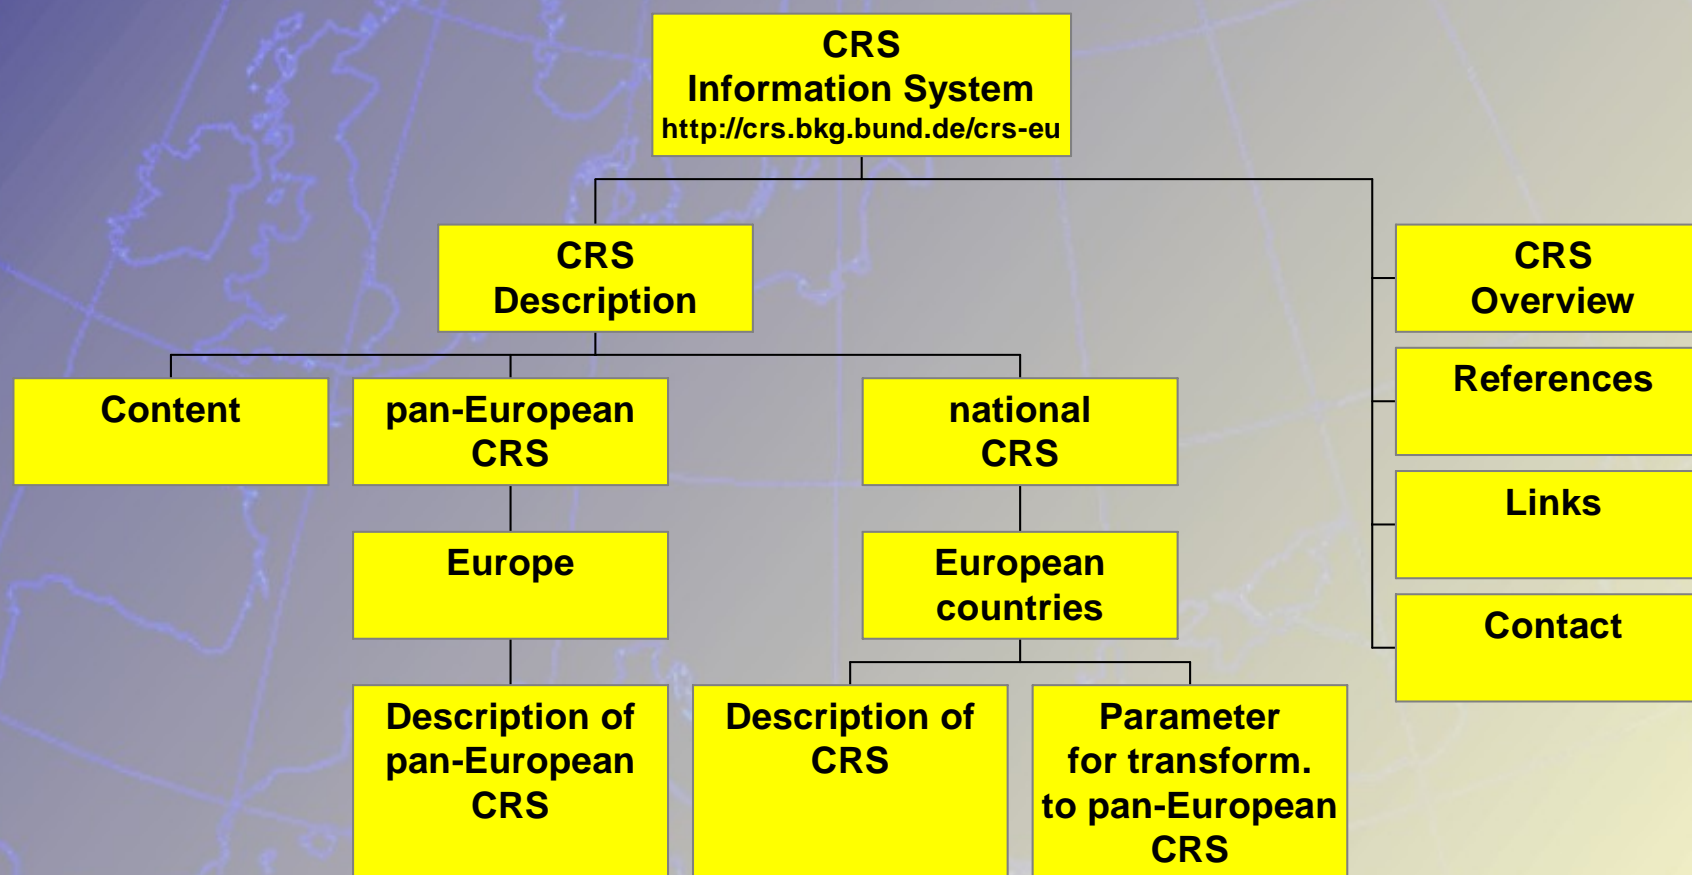 CRS
Information System
http://crs.bkg.bund.de/crs-eu
CRS
Description
CRS
Overview
References
Links
Contact
Content
pan-European
CRS
national
CRS
Europe
European
countries
Description of
pan-European
CRS
Description of
CRS
Parameter
for transform.
to pan-European
CRS